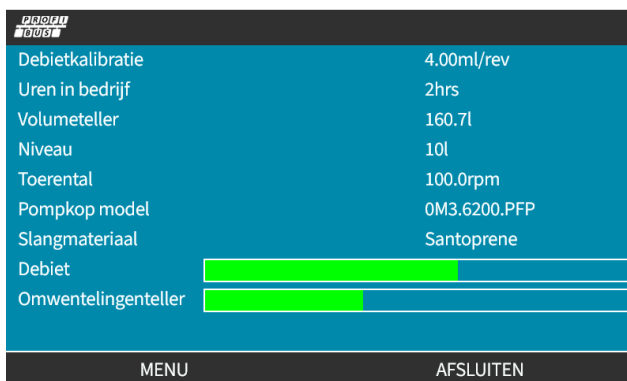 PROFI
BUS
Debietkalibratie 4.00ml/rev
Uren in bedrijf 2hrs
Volumeteller 160.7l
Niveau 10l
Toerental 100.0rpm
Pompkop model 0M3.6200.PFP
Slangmateriaal Santoprene
Debiet
Omwentelingenteller
MENU AFSLUITEN